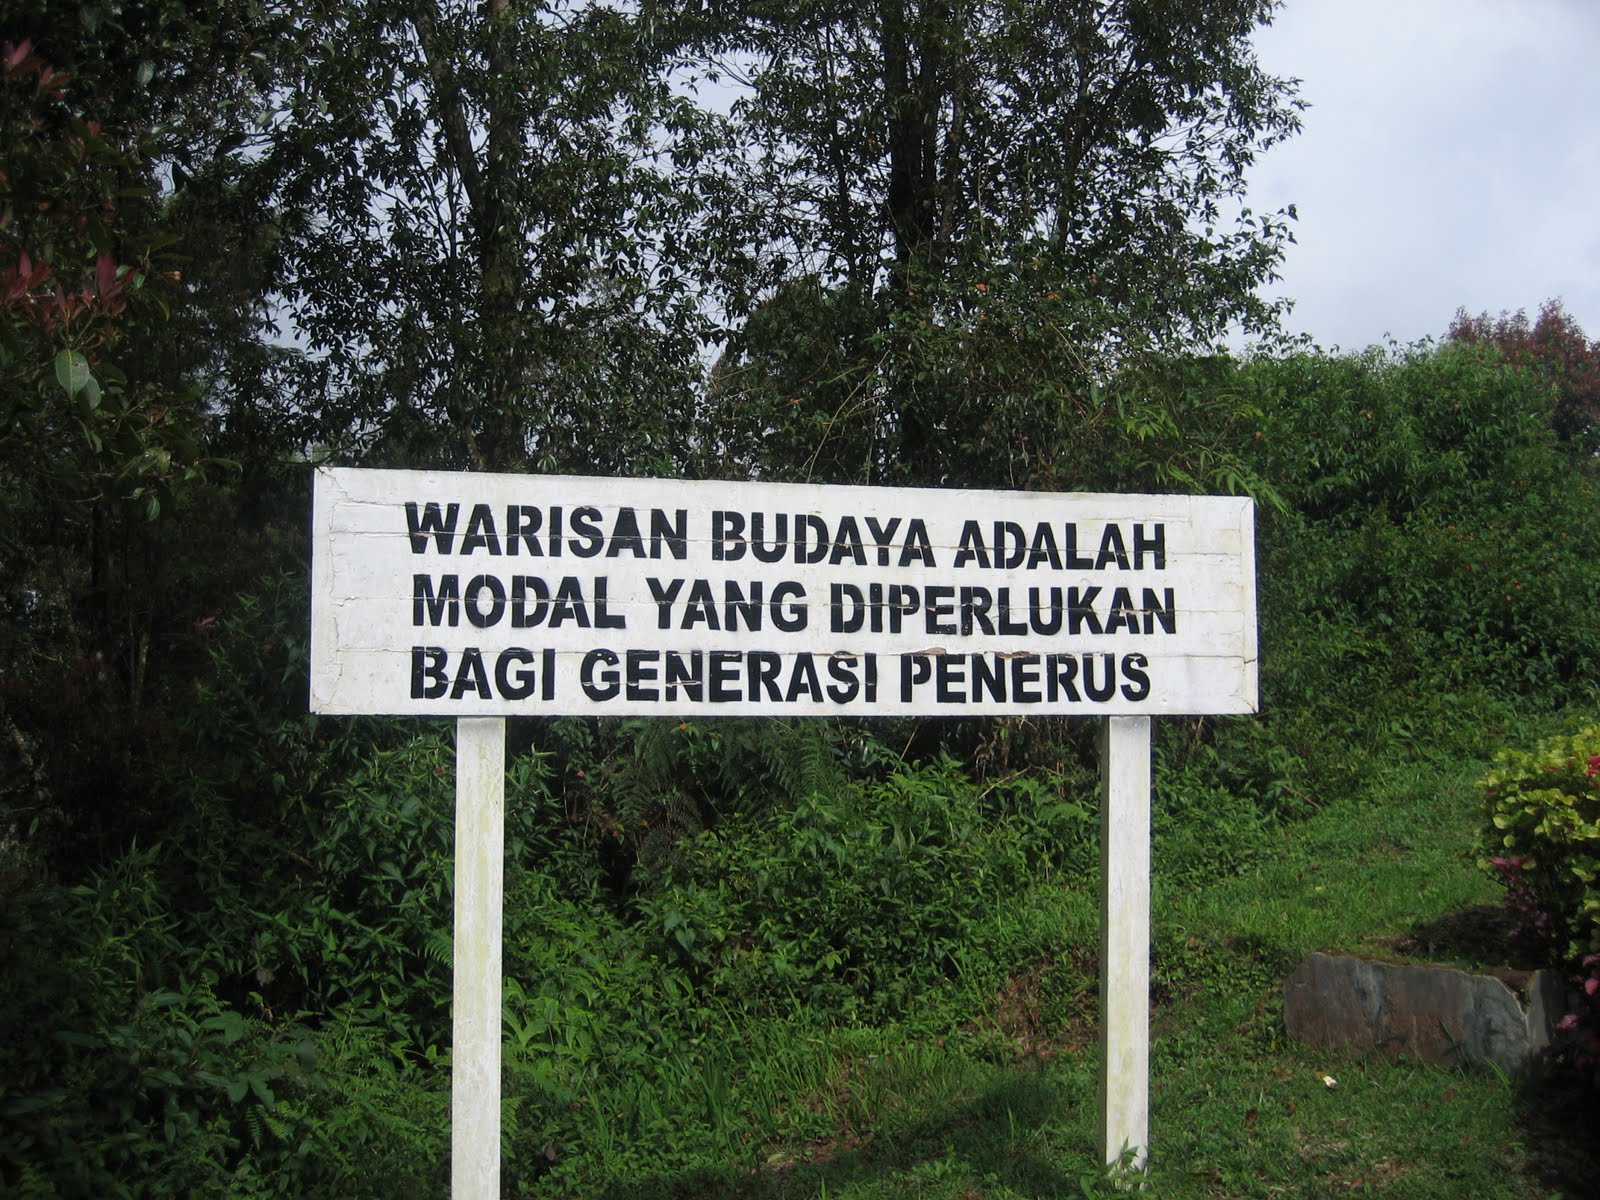 WARISAN BUDAYA ADALAH
MODAL YANG DIPERLUKAN
BAGI GENERASI PENERUS